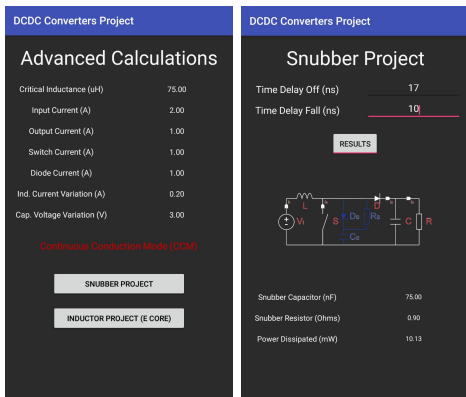 DCDC Converters Project
Advanced Calculations
Critical Inductance (uH) 75.00
Input Current (A) 2.00
Output Current (A) 1.00
Switch Current (A) 1.00
Diode Current (A) 1.00
Ind. Current Variation (A) 0.20
Cap. Voltage Variation (V) 3.00
Continuous Conduction Mode (CCM)
SNUBBER PROJECT
INDUCTOR PROJECT (E CORE)
DCDC Converters Project
Snubber Project
Time Delay Off (ns) 17
Time Delay Fall (ns) 10
RESULTS
L D
Vi S Ds Rs C R
Cs
Snubber Capacitor (nF) 75.00
Snubber Resistor (Ohms) 0.90
Power Dissipated (mW) 10.13